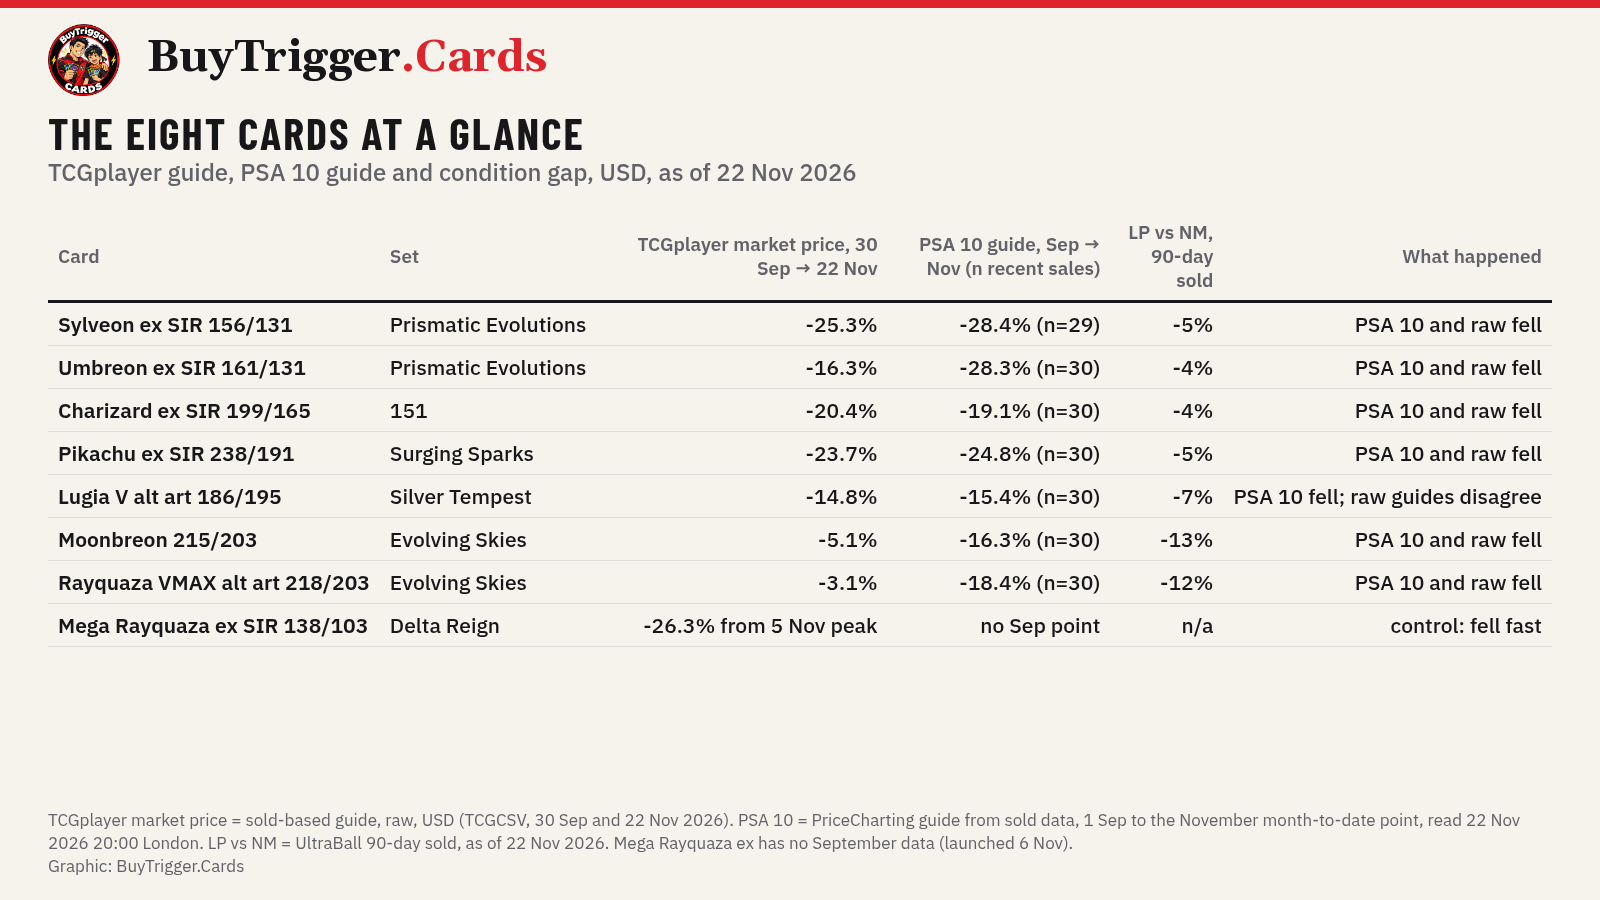 BuyTrigger
CARDS
BuyTrigger.Cards
THE EIGHT CARDS AT A GLANCE
TCGplayer guide, PSA 10 guide and condition gap, USD, as of 22 Nov 2026
Card Set TCGplayer market price, 30 Sep → 22 Nov PSA 10 guide, Sep → Nov (n recent sales) LP vs NM, 90-day sold What happened
Sylveon ex SIR 156/131 Prismatic Evolutions -25.3% -28.4% (n=29) -5% PSA 10 and raw fell
Umbreon ex SIR 161/131 Prismatic Evolutions -16.3% -28.3% (n=30) -4% PSA 10 and raw fell
Charizard ex SIR 199/165 151 -20.4% -19.1% (n=30) -4% PSA 10 and raw fell
Pikachu ex SIR 238/191 Surging Sparks -23.7% -24.8% (n=30) -5% PSA 10 and raw fell
Lugia V alt art 186/195 Silver Tempest -14.8% -15.4% (n=30) -7% PSA 10 fell; raw guides disagree
Moonbreon 215/203 Evolving Skies -5.1% -16.3% (n=30) -13% PSA 10 and raw fell
Rayquaza VMAX alt art 218/203 Evolving Skies -3.1% -18.4% (n=30) -12% PSA 10 and raw fell
Mega Rayquaza ex SIR 138/103 Delta Reign -26.3% from 5 Nov peak no Sep point n/a control: fell fast
TCGplayer market price = sold-based guide, raw, USD (TCGCSV, 30 Sep and 22 Nov 2026). PSA 10 = PriceCharting guide from sold data, 1 Sep to the November month-to-date point, read 22 Nov
2026 20:00 London. LP vs NM = UltraBall 90-day sold, as of 22 Nov 2026. Mega Rayquaza ex has no September data (launched 6 Nov).
Graphic: BuyTrigger.Cards